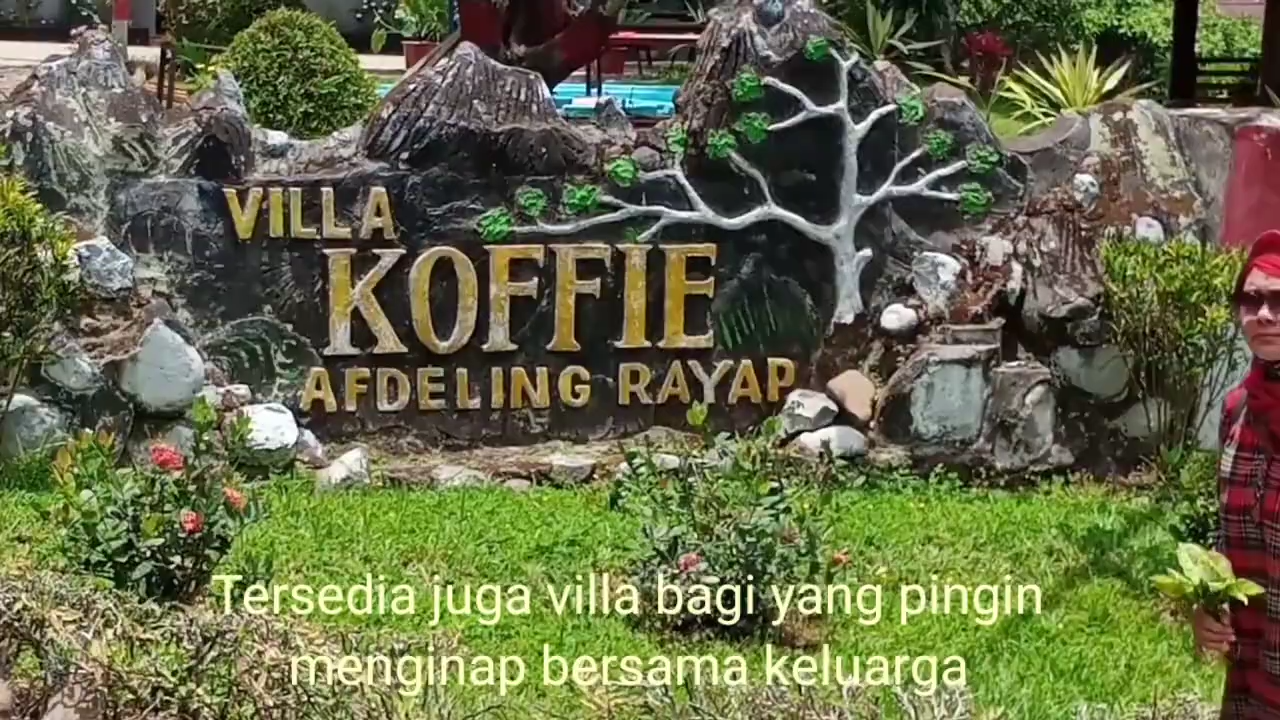 VILLA
KOFFIE
AFDELING RAYAP
Tersedia juga villa bagi yang pingin
menginap bersama keluarga